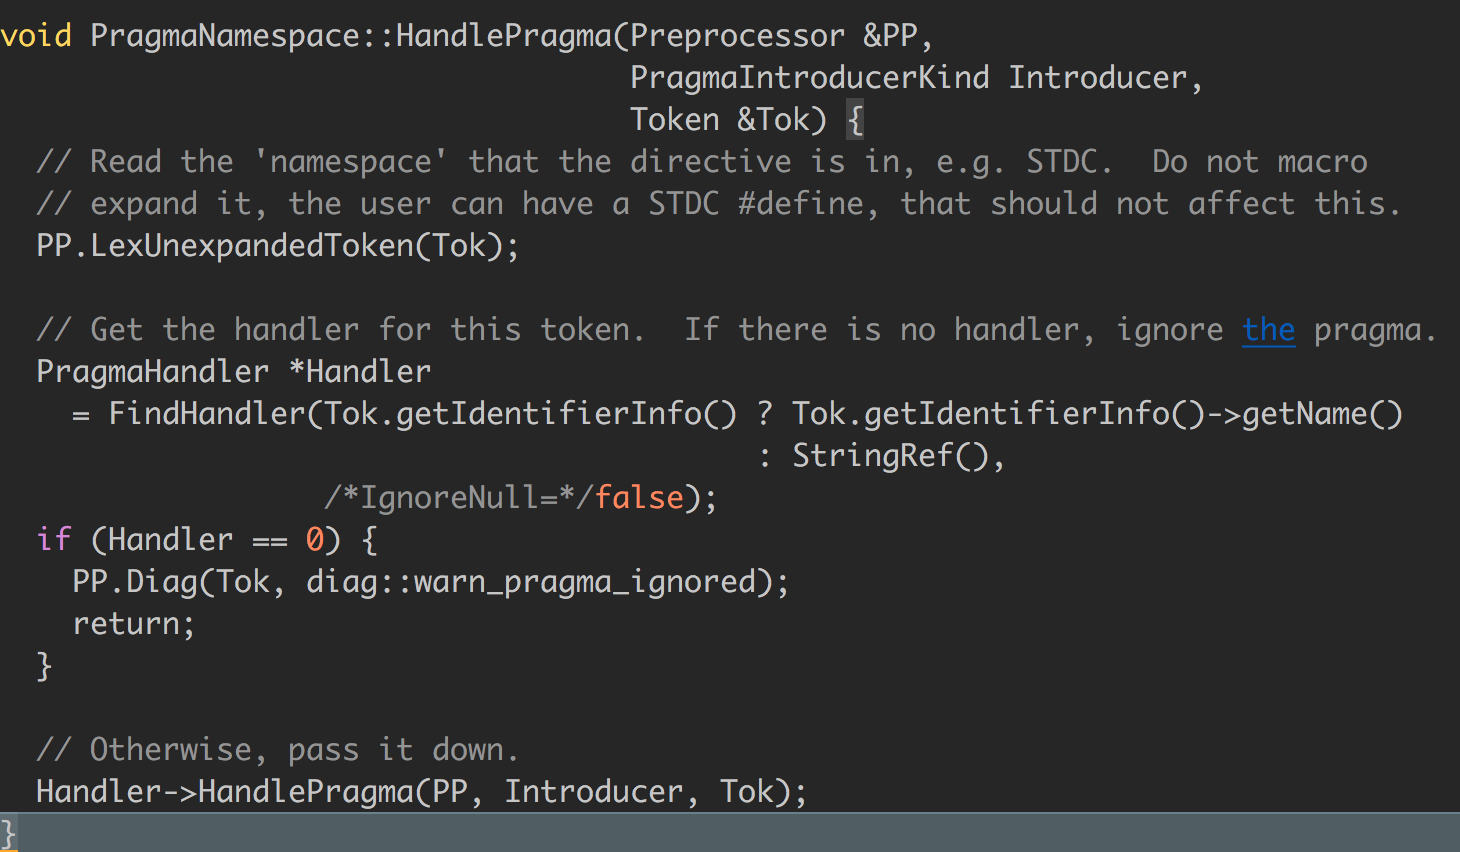 void PragmaNamespace::HandlePragma(Preprocessor &PP,
                                   PragmaIntroducerKind Introducer,
                                   Token &Tok) {
  // Read the 'namespace' that the directive is in, e.g. STDC.  Do not macro
  // expand it, the user can have a STDC #define, that should not affect this.
  PP.LexUnexpandedToken(Tok);

  // Get the handler for this token.  If there is no handler, ignore the pragma.
  PragmaHandler *Handler
    = FindHandler(Tok.getIdentifierInfo() ? Tok.getIdentifierInfo()->getName()
                                          : StringRef(),
                  /*IgnoreNull=*/false);
  if (Handler == 0) {
    PP.Diag(Tok, diag::warn_pragma_ignored);
    return;
  }

  // Otherwise, pass it down.
  Handler->HandlePragma(PP, Introducer, Tok);
}